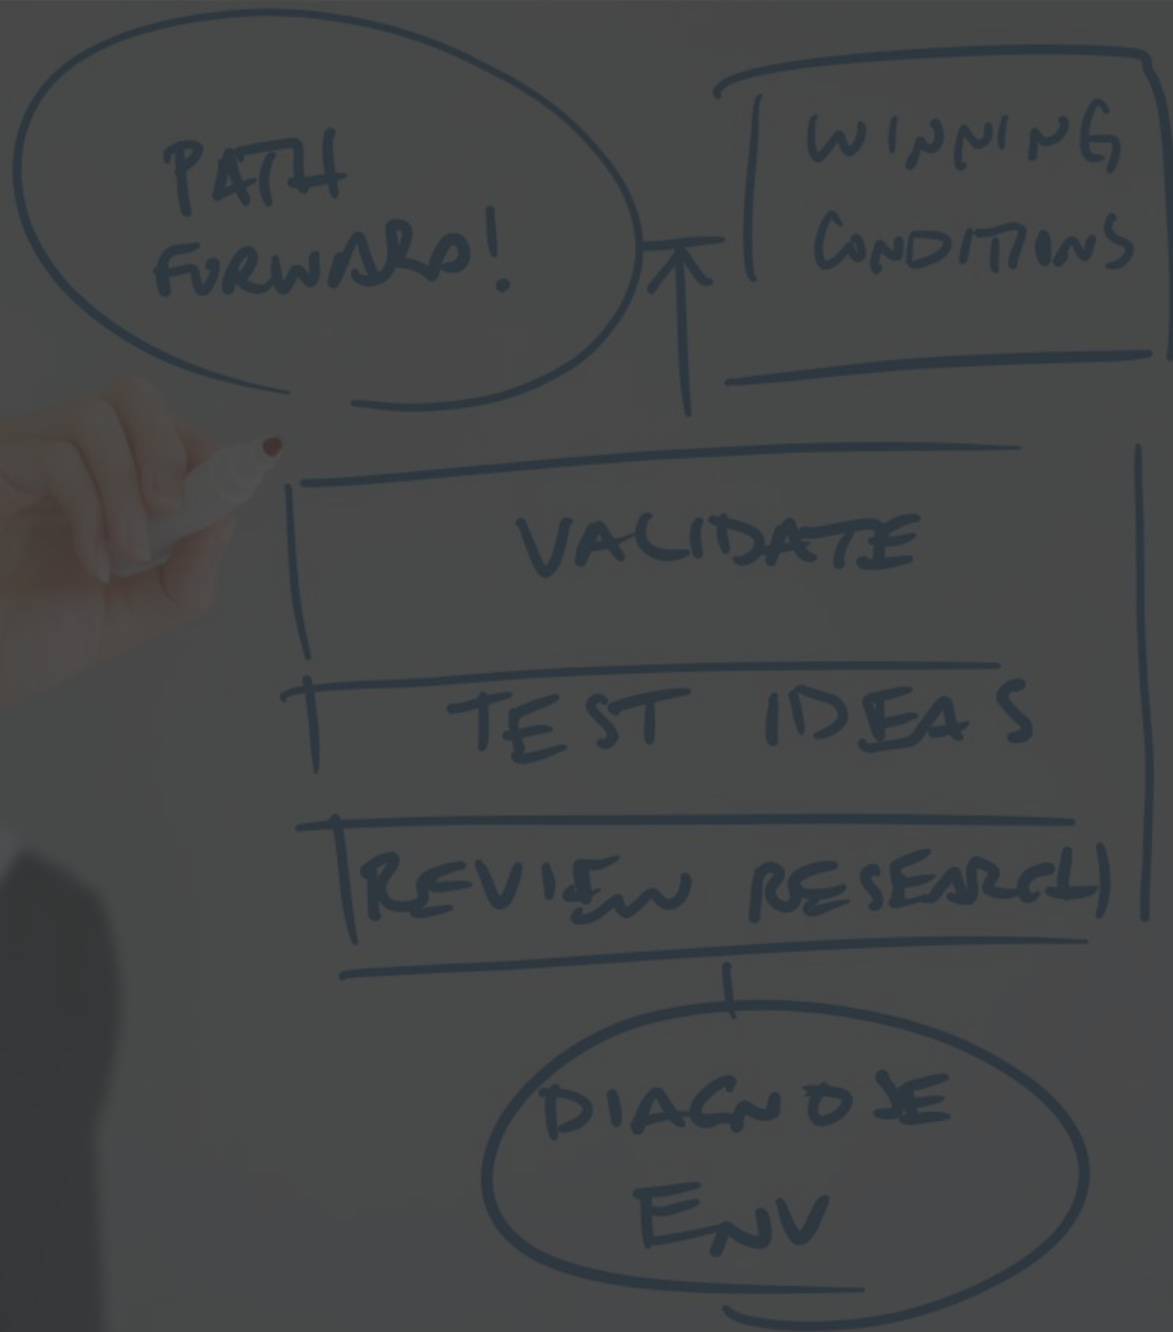 PATH
FORWARD!
WINNING
CONDITIONS
VALIDATE
TEST IDEAS
REVIEW RESEARCH
DIAGNOSE
ENV